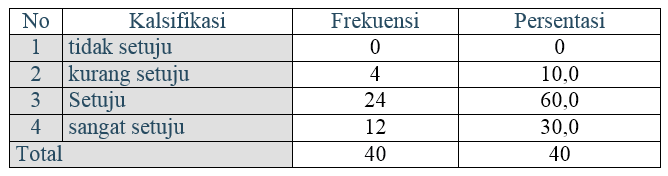 No Kalsifikasi Frekuensi Persentasi
1 tidak setuju 0 0
2 kurang setuju 4 10,0
3 Setuju 24 60,0
4 sangat setuju 12 30,0
Total 40 40